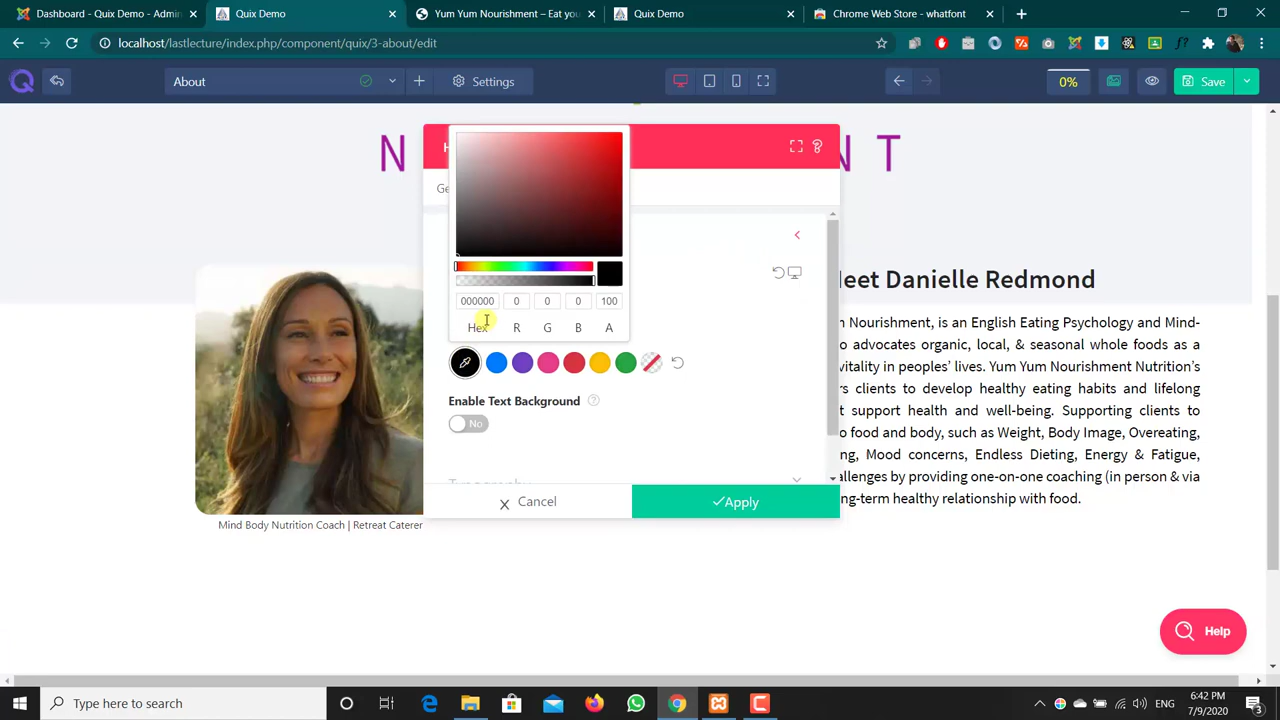 Dashboard - Quix Demo - Admin
Quix Demo
Yum Yum Nourishment – Eat you
Quix Demo
Chrome Web Store - whatfont
localhost/lastlecture/index.php/component/quix/3-about/edit
About
Settings
0%
Save
N
N T
H
Ge
000000 0 0 0 100
Hex R G B A
Enable Text Background
No
Typography
Cancel
Apply
eet Danielle Redmond
m Nourishment, is an English Eating Psychology and Mind-
o advocates organic, local, & seasonal whole foods as a
vitality in peoples' lives. Yum Yum Nourishment Nutrition's
rs clients to develop healthy eating habits and lifelong
t support health and well-being. Supporting clients to
o food and body, such as Weight, Body Image, Overeating,
ng, Mood concerns, Endless Dieting, Energy & Fatigue,
allenges by providing one-on-one coaching (in person & via
ng-term healthy relationship with food.
Mind Body Nutrition Coach | Retreat Caterer
Help
Type here to search
ENG
6:42 PM
7/9/2020
3